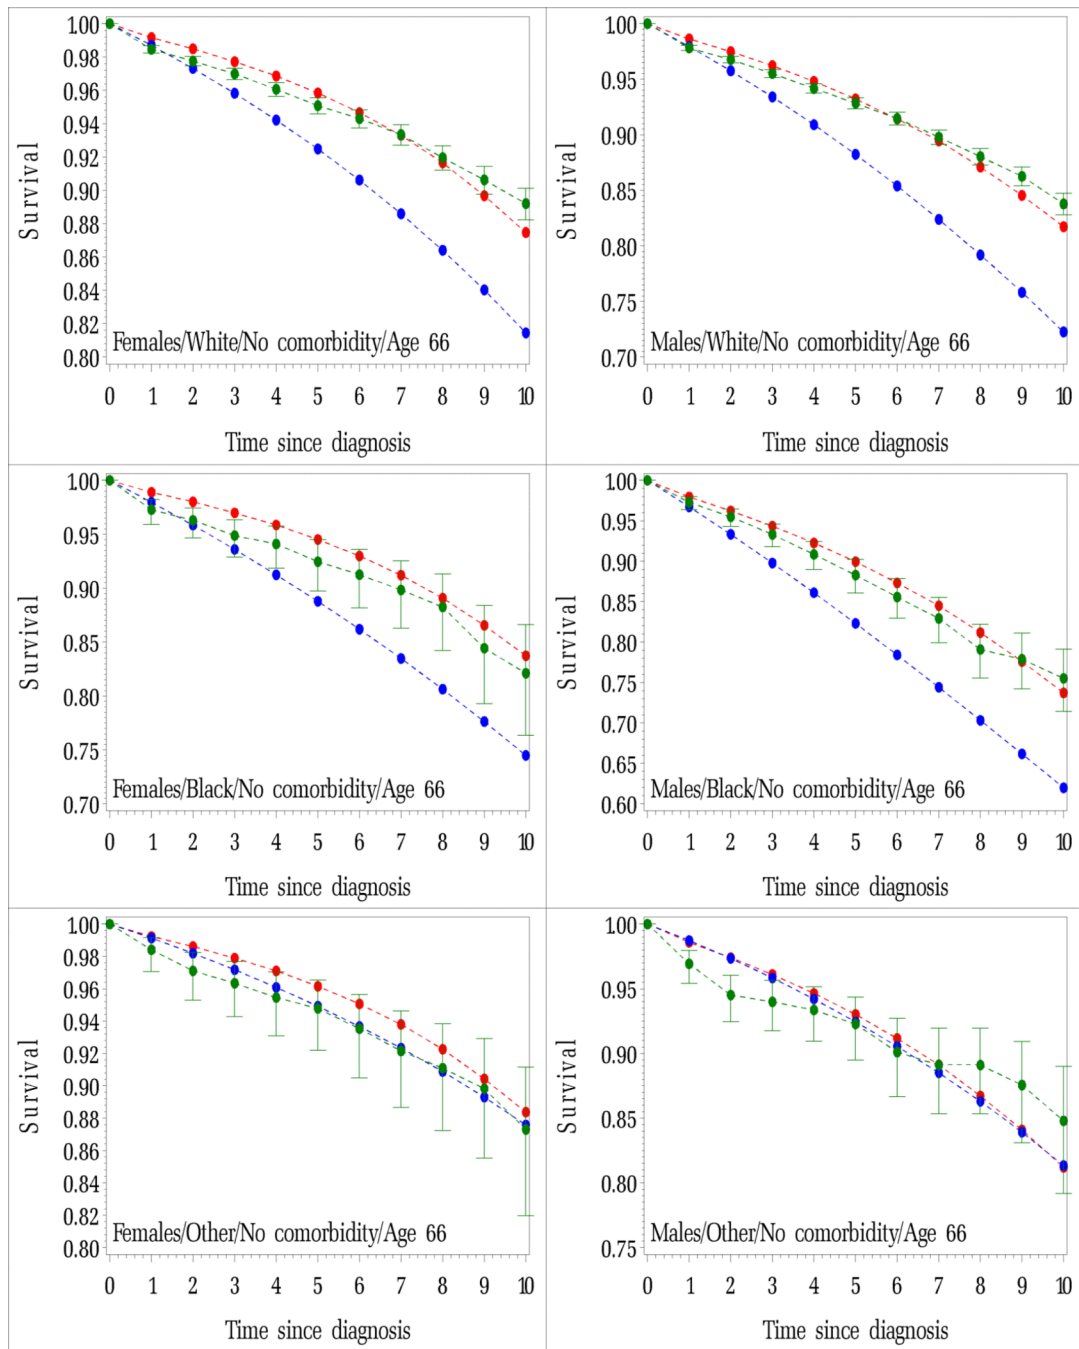 1.00
0.98
0.96
0.94
0.92
0.90
0.88
0.86
0.84
0.82
0.80
Survival
Females/White/No comorbidity/Age 66
0 1 2 3 4 5 6 7 8 9 10
Time since diagnosis
1.00
0.95
0.90
0.85
0.80
0.75
0.70
Survival
Males/White/No comorbidity/Age 66
0 1 2 3 4 5 6 7 8 9 10
Time since diagnosis
1.00
0.95
0.90
0.85
0.80
0.75
0.70
Survival
Females/Black/No comorbidity/Age 66
0 1 2 3 4 5 6 7 8 9 10
Time since diagnosis
1.00
0.95
0.90
0.85
0.80
0.75
0.70
0.65
0.60
Survival
Males/Black/No comorbidity/Age 66
0 1 2 3 4 5 6 7 8 9 10
Time since diagnosis
1.00
0.98
0.96
0.94
0.92
0.90
0.88
0.86
0.84
0.82
0.80
Survival
Females/Other/No comorbidity/Age 66
0 1 2 3 4 5 6 7 8 9 10
Time since diagnosis
1.00
0.95
0.90
0.85
0.80
0.75
Survival
Males/Other/No comorbidity/Age 66
0 1 2 3 4 5 6 7 8 9 10
Time since diagnosis